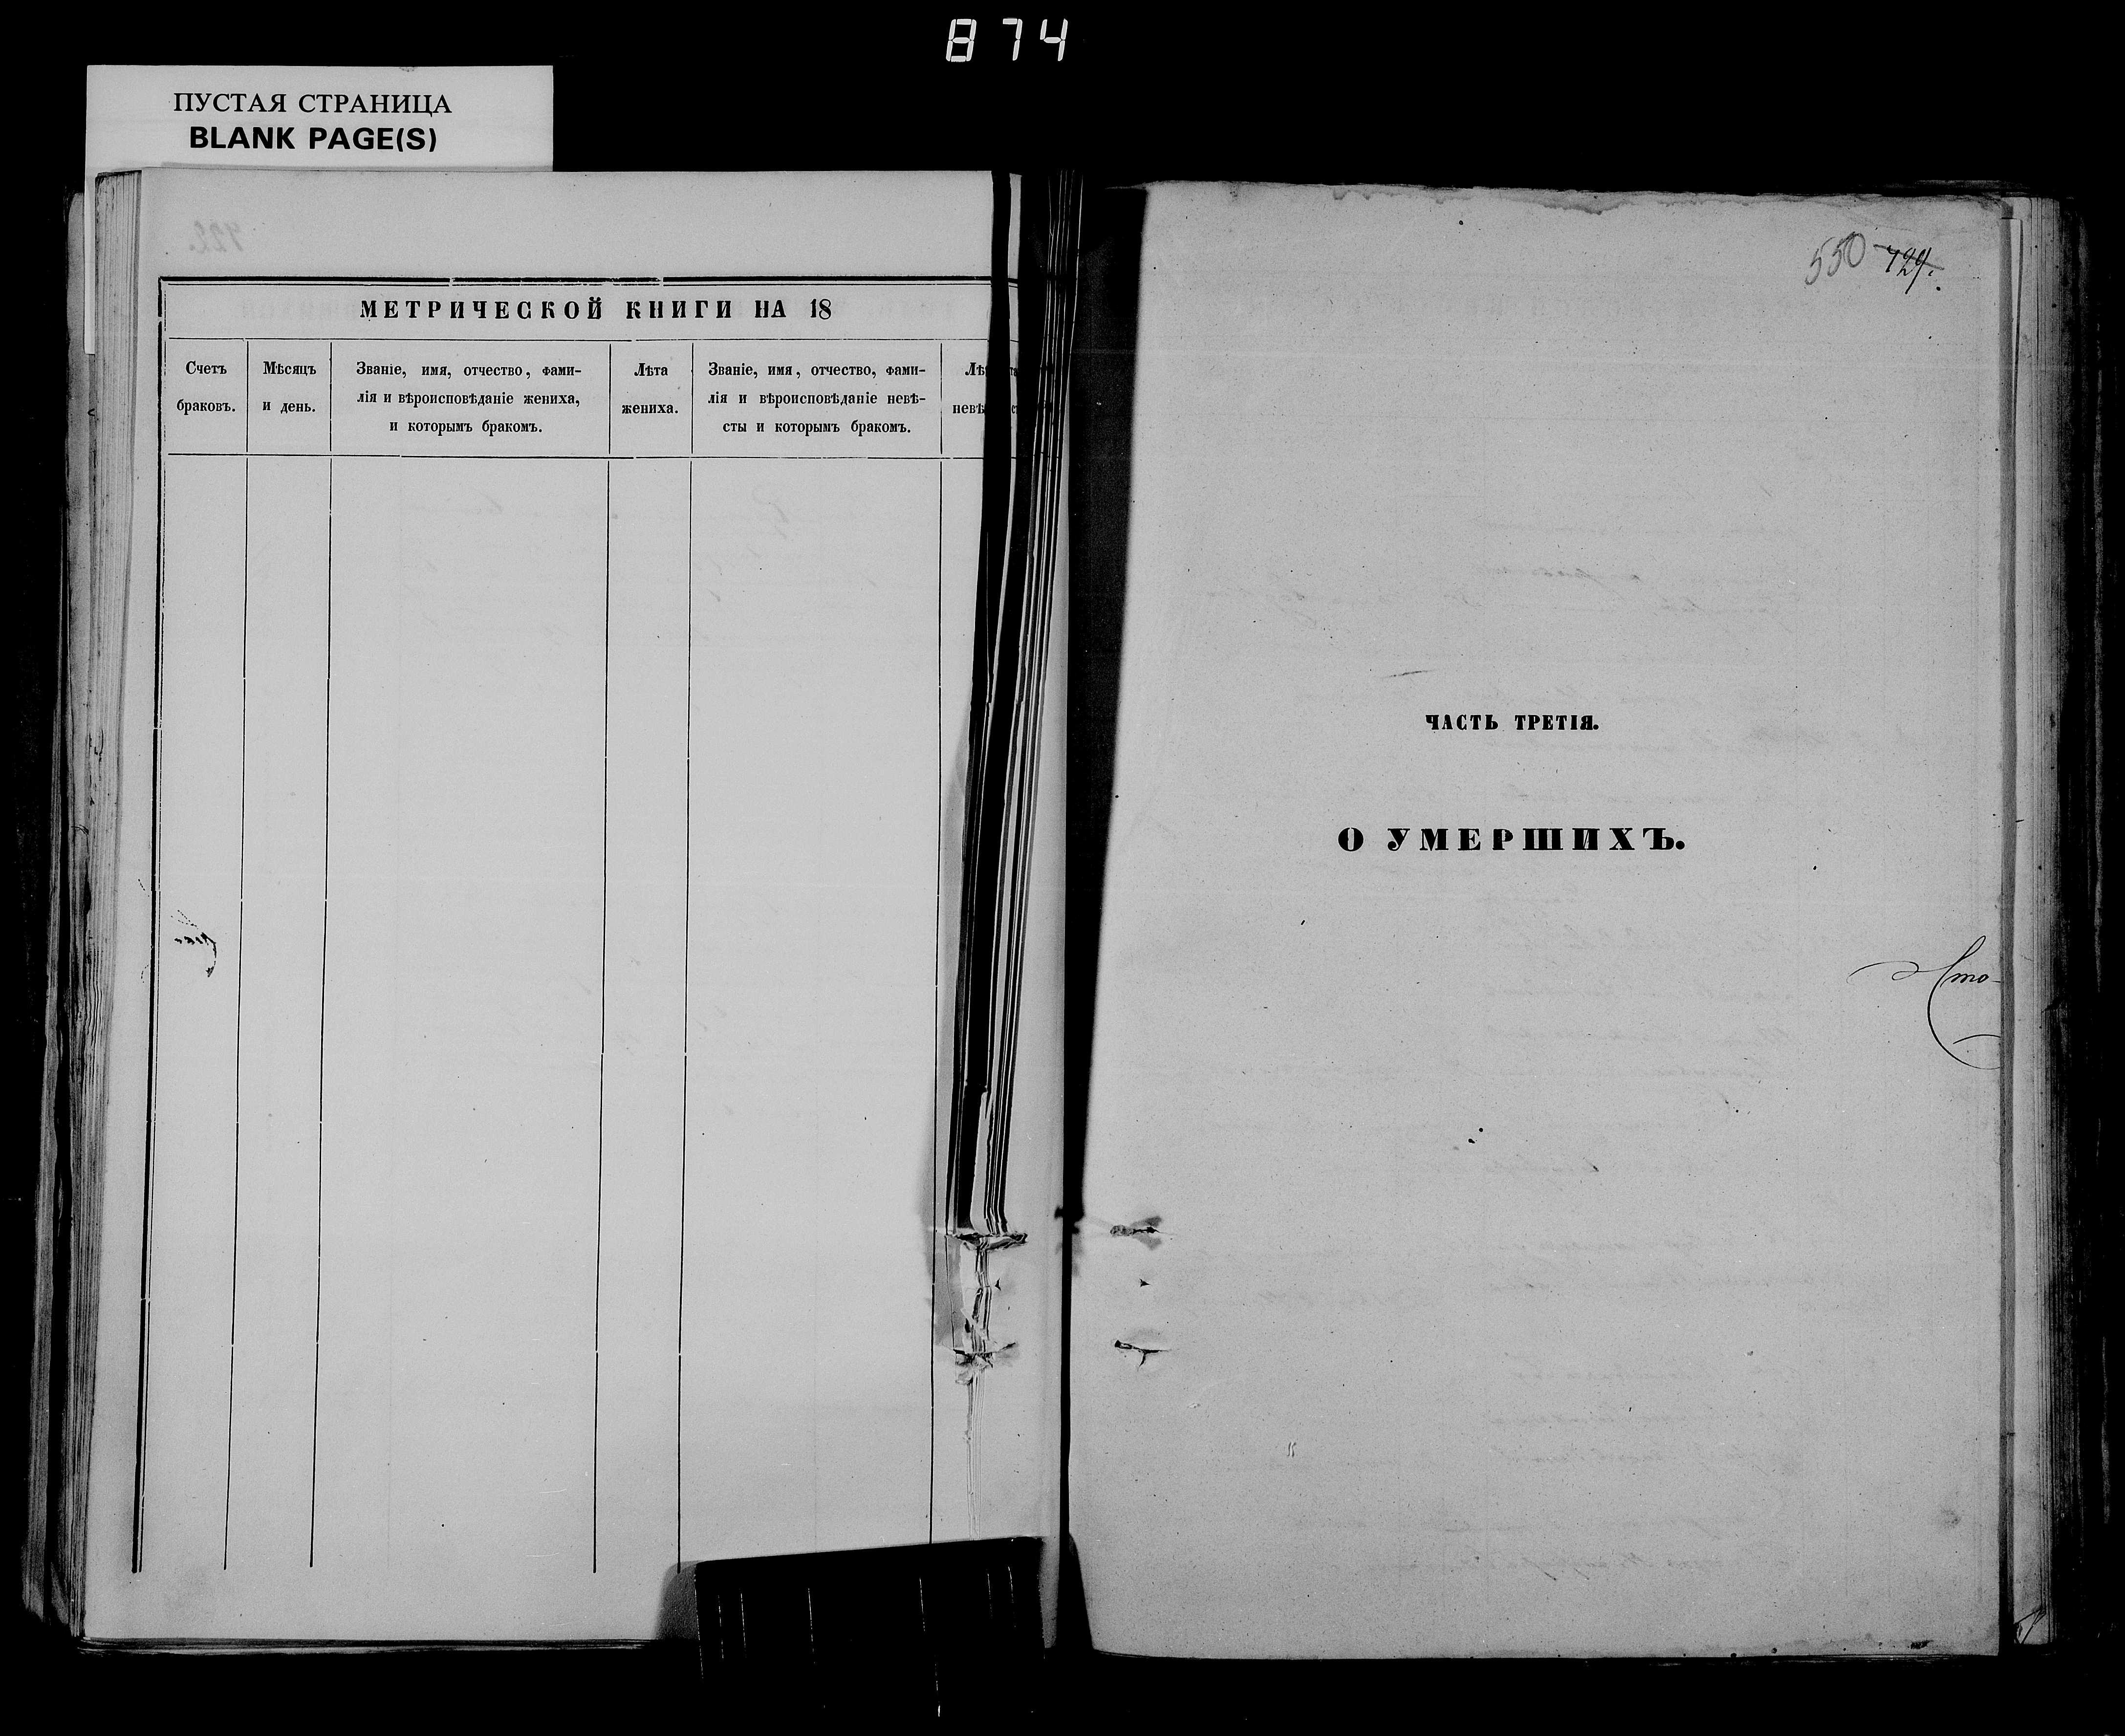 874
ПУСТАЯ СТРАНИЦА
BLANK PAGE(S)
МЕТРИЧЕСКОЙ КНИГИ НА 18
Счетъ
браковъ.
Мѣсяцъ
и день.
Званіе, имя, отчество, фами-
лія и вѣроисповѣданіе жениха,
и которымъ бракомъ.
Лѣта
жениха.
Званіе, имя, отчество, фами-
лія и вѣроисповѣданіе невѣ-
сты и которымъ бракомъ.
Лѣ
невѣ
550
ЧАСТЬ ТРЕТІЯ.
О УМЕРШИХЪ.